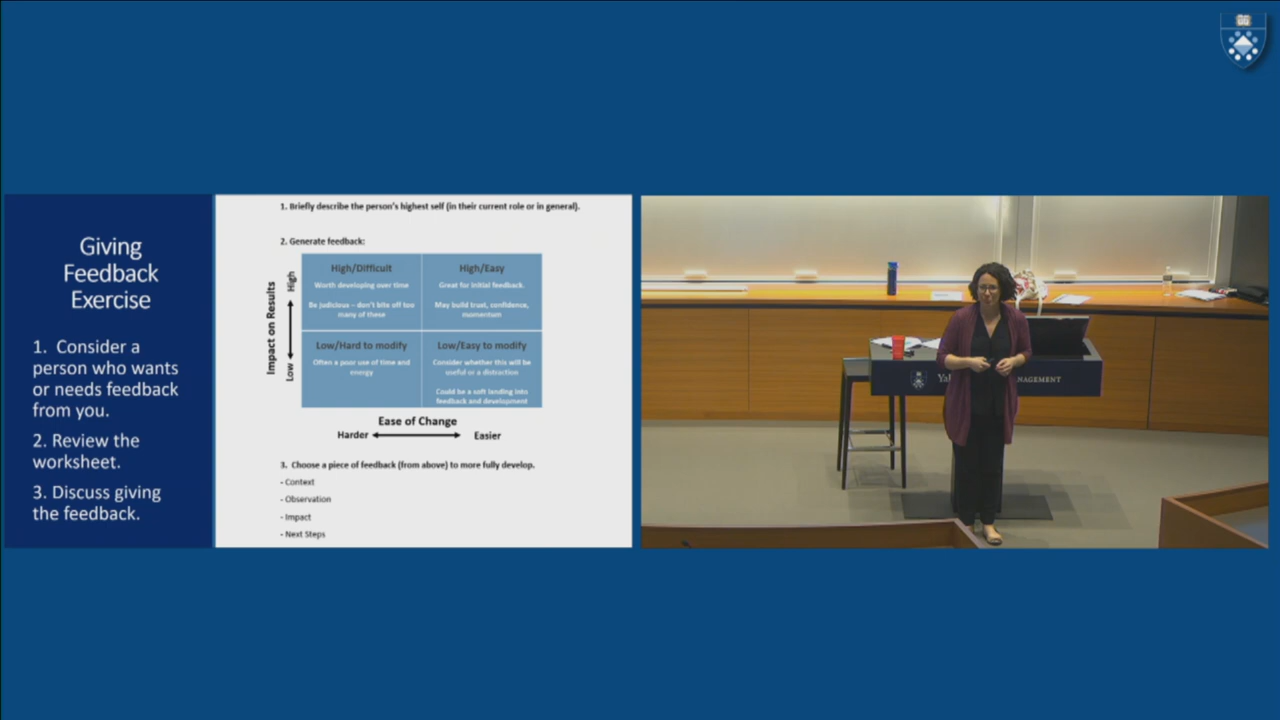 Giving
Feedback
Exercise
1. Consider a
person who wants
or needs feedback
from you.
2. Review the
worksheet.
3. Discuss giving
the feedback.
1. Briefly describe the person's highest self (in their current role or in general).
2. Generate feedback:
Impact on Results
High
Low
High/Difficult
Worth developing over time
Be judicious – don't bite off too
many of these
High/Easy
Great for initial feedback.
May build trust, confidence,
momentum
Low/Hard to modify
Often a poor use of time and
energy
Low/Easy to modify
Consider whether this will be
useful or a distraction
Could be a soft landing into
feedback and development
Ease of Change
Harder
Easier
3. Choose a piece of feedback (from above) to more fully develop.
- Context
- Observation
- Impact
- Next Steps